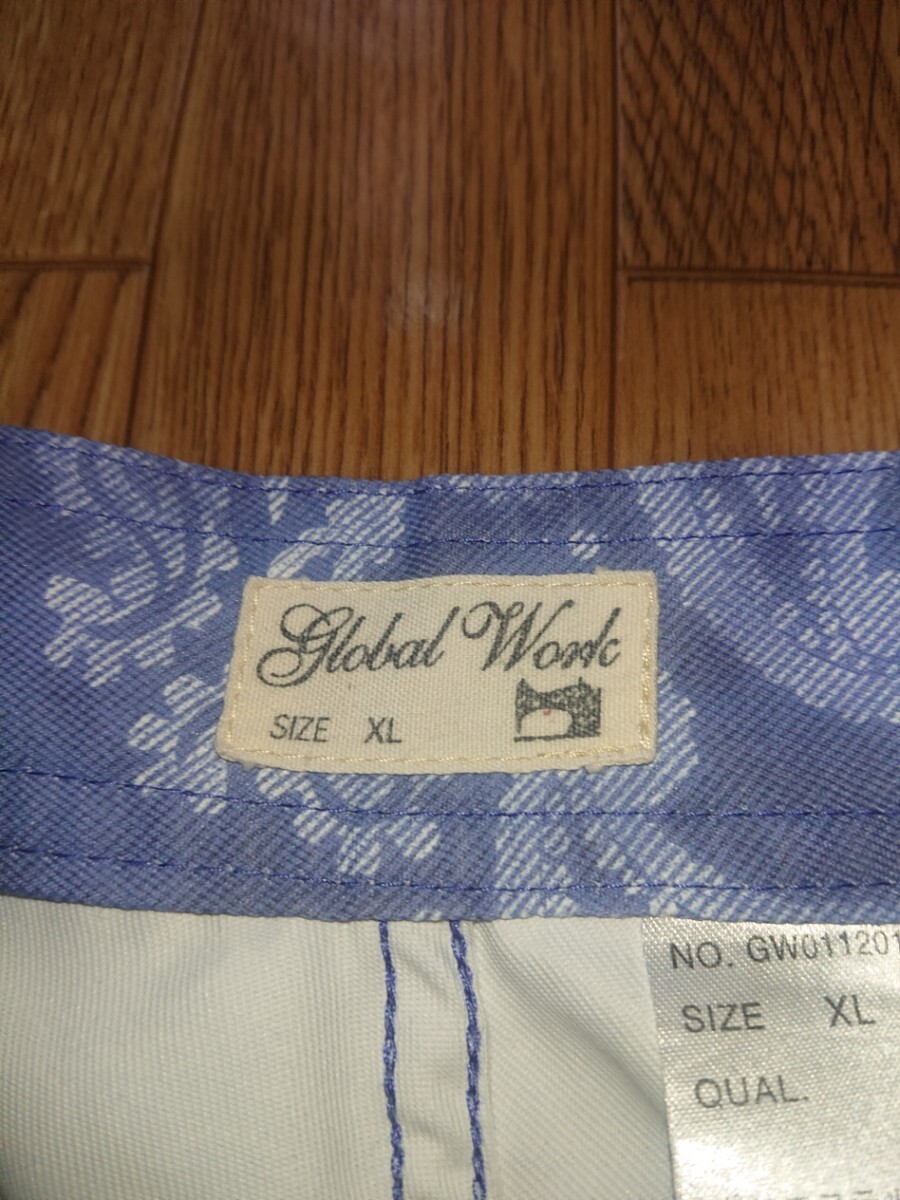 Global Work
SIZE XL
NO. GW011201
SIZE XL
QUAL.